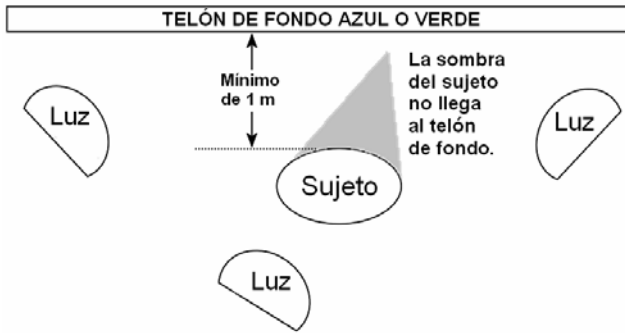 TELÓN DE FONDO AZUL O VERDE
Mínimo
de 1 m
La sombra
del sujeto
no llega
al telón
de fondo.
Luz
Luz
Sujeto
Luz